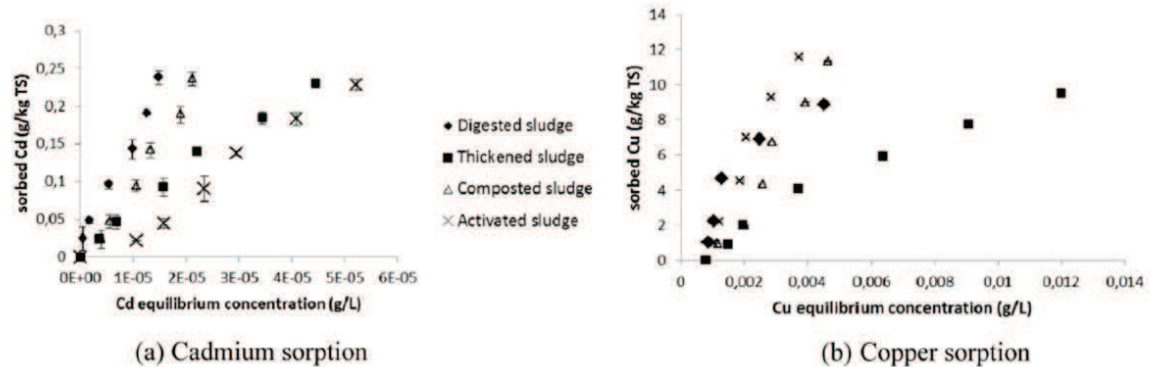 0,3
0,25
0,2
0,15
0,1
0,05
0
sorbed Cd (g/kg TS)
0E+00 1E-05 2E-05 3E-05 4E-05 5E-05 6E-05
Cd equilibrium concentration (g/L)
(a) Cadmium sorption
Digested sludge
Thickened sludge
Composted sludge
Activated sludge
14
12
10
8
6
4
2
0
sorbed Cu (g/kg TS)
0 0,002 0,004 0,006 0,008 0,01 0,012 0,014
Cu equilibrium concentration (g/L)
(b) Copper sorption